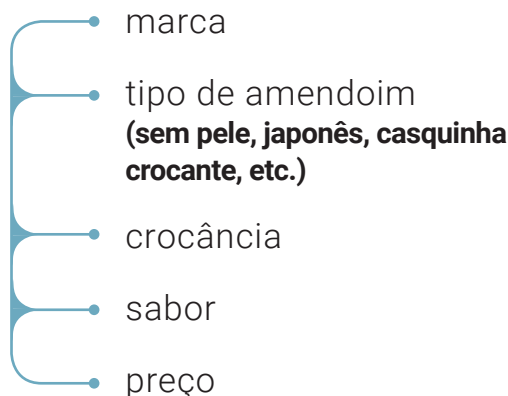 marca
tipo de amendoim
(sem pele, japonês, casquinha
crocante, etc.)
crocância
sabor
preço